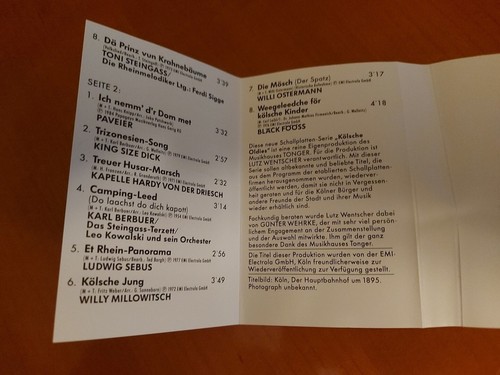 8. Dä Prinz vun Krahnebäume
3'39
TONI STEINGASS/
Die Rheinmelodiker Ltg.: Ferdi Sigge
SEITE 2:
1. Ich nemm' d'r Dom met
PAVEIER 3'32
2. Trizonesien-Song
KING SIZE DICK 2'57
3. Treuer Husar-Marsch 2'32
KAPELLE HARDY VON DER DRIESCH
4. Camping-Leed 3'14
(Do laachst do dich kapott)
KARL BERBUER/
Das Steingass-Terzett/
Leo Kowalski und sein Orchester
5. Et Rhein-Panorama 2'56
LUDWIG SEBUS
6. Kölsche Jung 3'49
WILLY MILLOWITSCH
7. Die Mösch (Der Spatz) 3'17
WILLI OSTERMANN
8. Weegeleedche för
kölsche Kinder 4'18
BLACK FÖÖSS
Diese neue Schallplatten-Serie „Kölsche
Oldies" ist eine reine Eigenproduktion des
Musikhauses TONGER. Für die Produktion ist
LUTZ WENTSCHER verantwortlich. Mit dieser
Serie sollen altbekannte und beliebte Titel, die
aus dem Programm der etablierten Schallplatten-
firmen herausgenommen wurden, wiederver-
öffentlicht werden, damit sie nicht in Vergessen-
heit geraten und für die Kölner Bürger und
andere Freunde der Stadt und ihrer Musik
wieder erhältlich sind.
Fachkundig beraten wurde Lutz Wentscher dabei
von GÜNTER WEHRKE, der mit sehr viel persön-
lichem Engagement an der Zusammenstellung
und der Auswahl mitwirkte. Ihm gilt der ganz
besondere Dank des Musikhauses Tonger.
Die Titel dieser Produktion wurden von der EMI-
Electrola GmbH, Köln freundlicherweise zur
Wiederveröffentlichung zur Verfügung gestellt.
Titelbild: Köln, Der Hauptbahnhof um 1895.
Photograph unbekannt.